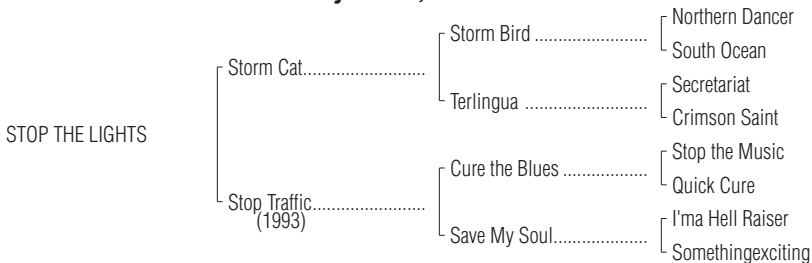 Northern Dancer
Storm Bird ........................
South Ocean
Storm Cat..........................
Secretariat
Terlingua ..........................
Crimson Saint
STOP THE LIGHTS
Stop the Music
Cure the Blues ..................
Quick Cure
Stop Traffic........................
(1993)
I'ma Hell Raiser
Save My Soul....................
Somethingexciting